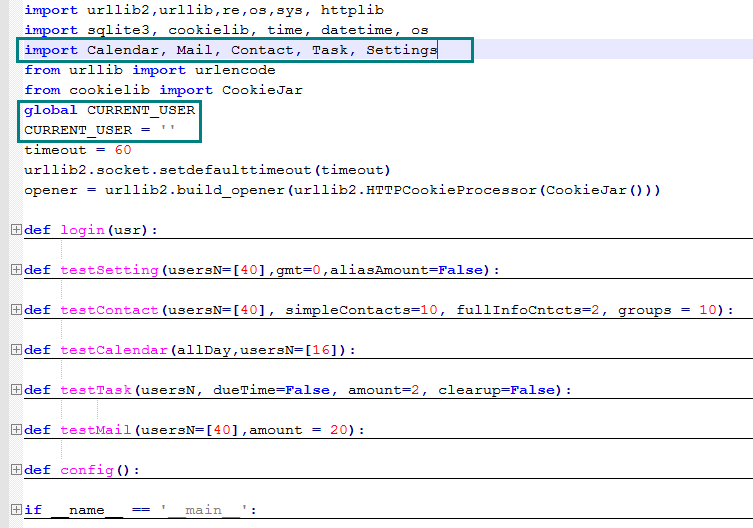 import urllib2,urllib,re,os,sys, httplib
import sqlite3, cookielib, time, datetime, os
import Calendar, Mail, Contact, Task, Settings
from urllib import urlencode
from cookielib import CookieJar
global CURRENT_USER
CURRENT_USER = ''
timeout = 60
urllib2.socket.setdefaulttimeout(timeout)
opener = urllib2.build_opener(urllib2.HTTPCookieProcessor(CookieJar()))
def login(usr):
def testSetting(usersN=[40],gmt=0,aliasAmount=False):
def testContact(usersN=[40], simpleContacts=10, fullInfoCntcts=2, groups = 10):
def testCalendar(allDay,usersN=[16]):
def testTask(usersN, dueTime=False, amount=2, clearup=False):
def testMail(usersN=[40],amount = 20):
def config():
if __name__ == '__main__':